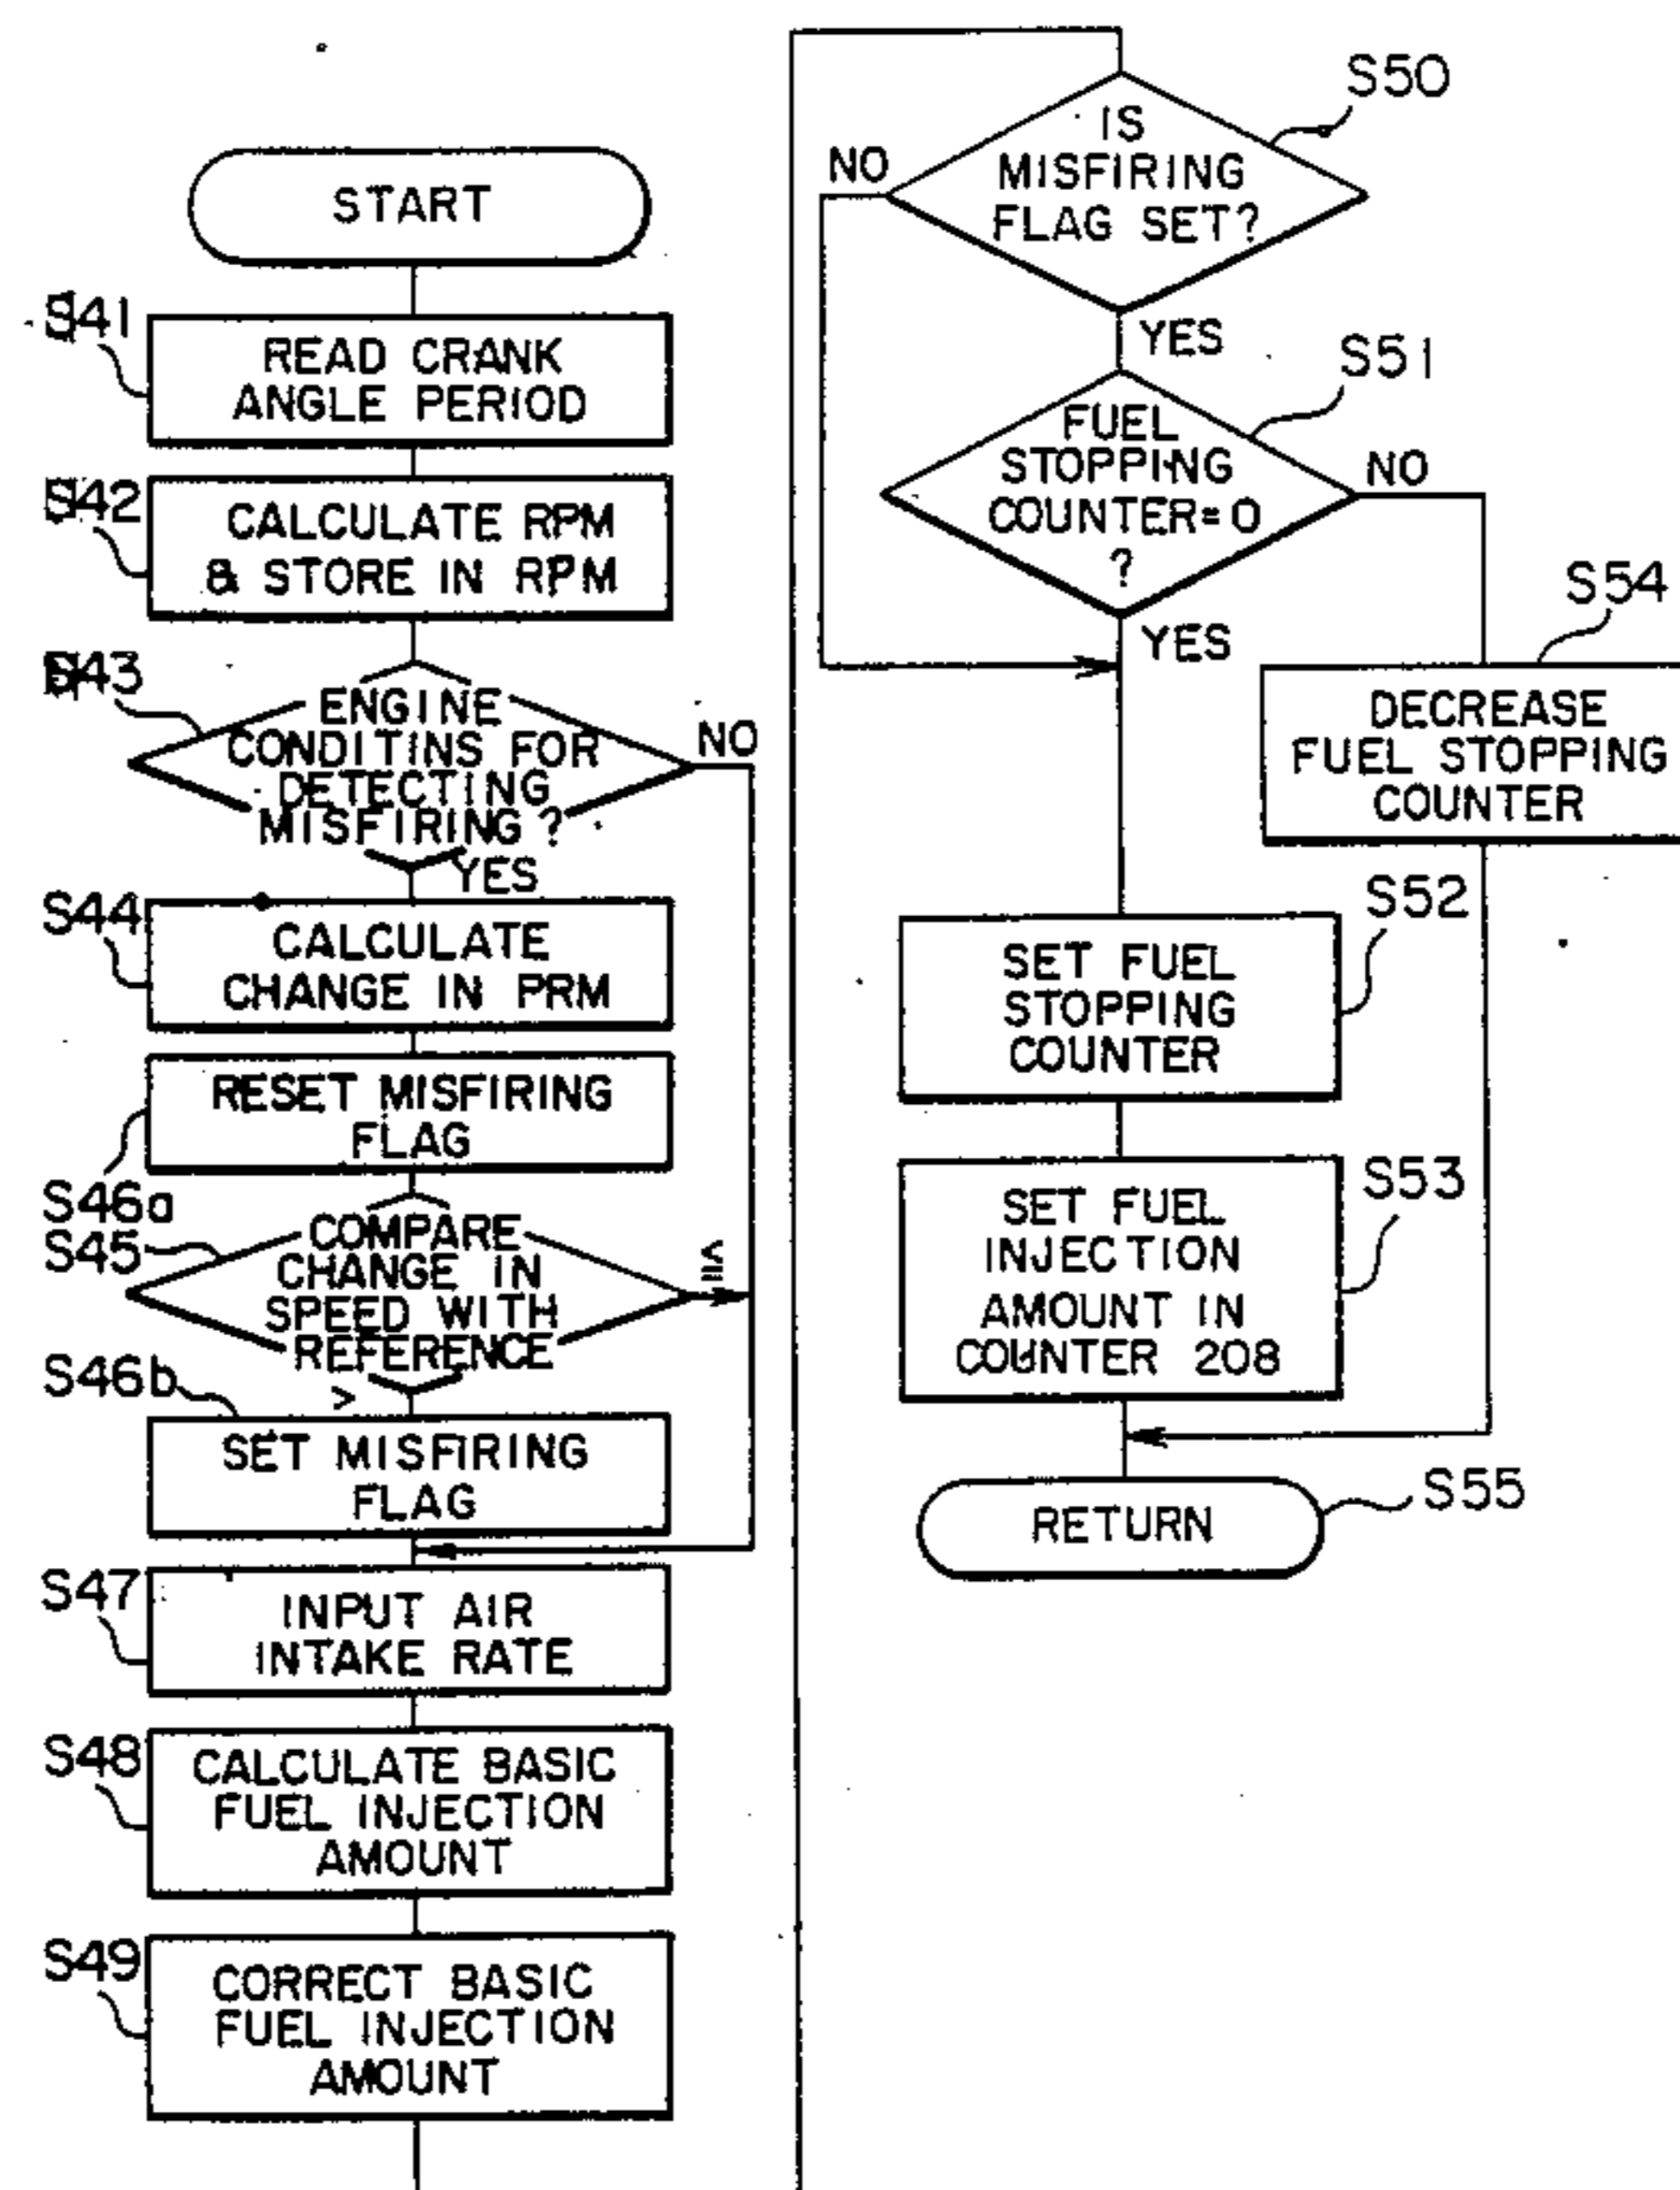 START
S41
READ CRANK
ANGLE PERIOD
S42
CALCULATE RPM
& STORE IN RPM
S43
ENGINE
CONDITINS FOR
DETECTING
MISFIRING?
NO
YES
S44
CALCULATE
CHANGE IN PRM
RESET MISFIRING
FLAG
S46a
S45
COMPARE
CHANGE IN
SPEED WITH
REFERENCE
≦
S46b
>
SET MISFIRING
FLAG
S47
INPUT AIR
INTAKE RATE
S48
CALCULATE BASIC
FUEL INJECTION
AMOUNT
S49
CORRECT BASIC
FUEL INJECTION
AMOUNT
S50
IS
MISFIRING
FLAG SET?
NO
YES
S51
FUEL
STOPPING
COUNTER=0
?
NO
YES
S54
DECREASE
FUEL STOPPING
COUNTER
S52
SET FUEL
STOPPING
COUNTER
S53
SET FUEL
INJECTION
AMOUNT IN
COUNTER 208
RETURN
S55